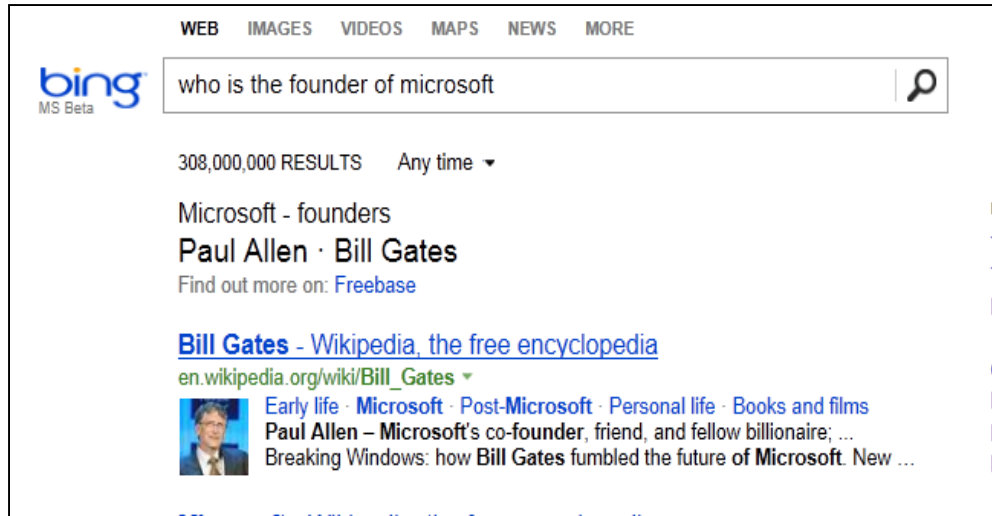 WEB IMAGES VIDEOS MAPS NEWS MORE
bing
MS Beta
who is the founder of microsoft
308,000,000 RESULTS Any time
Microsoft - founders
Paul Allen · Bill Gates
Find out more on: Freebase
Bill Gates - Wikipedia, the free encyclopedia
en.wikipedia.org/wiki/Bill_Gates
Early life · Microsoft · Post-Microsoft · Personal life · Books and films
Paul Allen – Microsoft's co-founder, friend, and fellow billionaire; ...
Breaking Windows: how Bill Gates fumbled the future of Microsoft. New ...